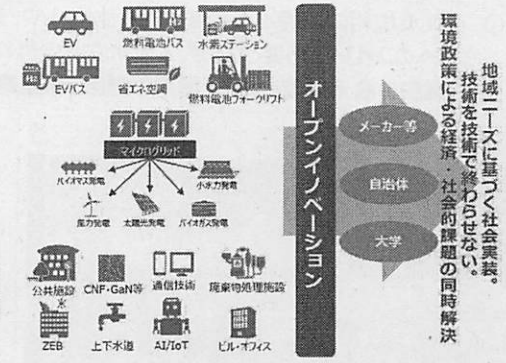 EV
燃料電池バス
水素ステーション
EVバス
省エネ空調
燃料電池フォークリフト
マイクログリッド
バイオマス発電
小水力発電
風力発電
太陽光発電
バイオガス発電
公共施設
CNF・GaN等
通信技術
廃棄物処理施設
米
ZEB
上下水道
AI/IoT
ビル・オフィス
オープンイノベーション
メーカー等
自治体
大学
地域ニーズに基づく社会実装。
技術を技術で終わらせない。
環境政策による経済・社会的課題の同時解決